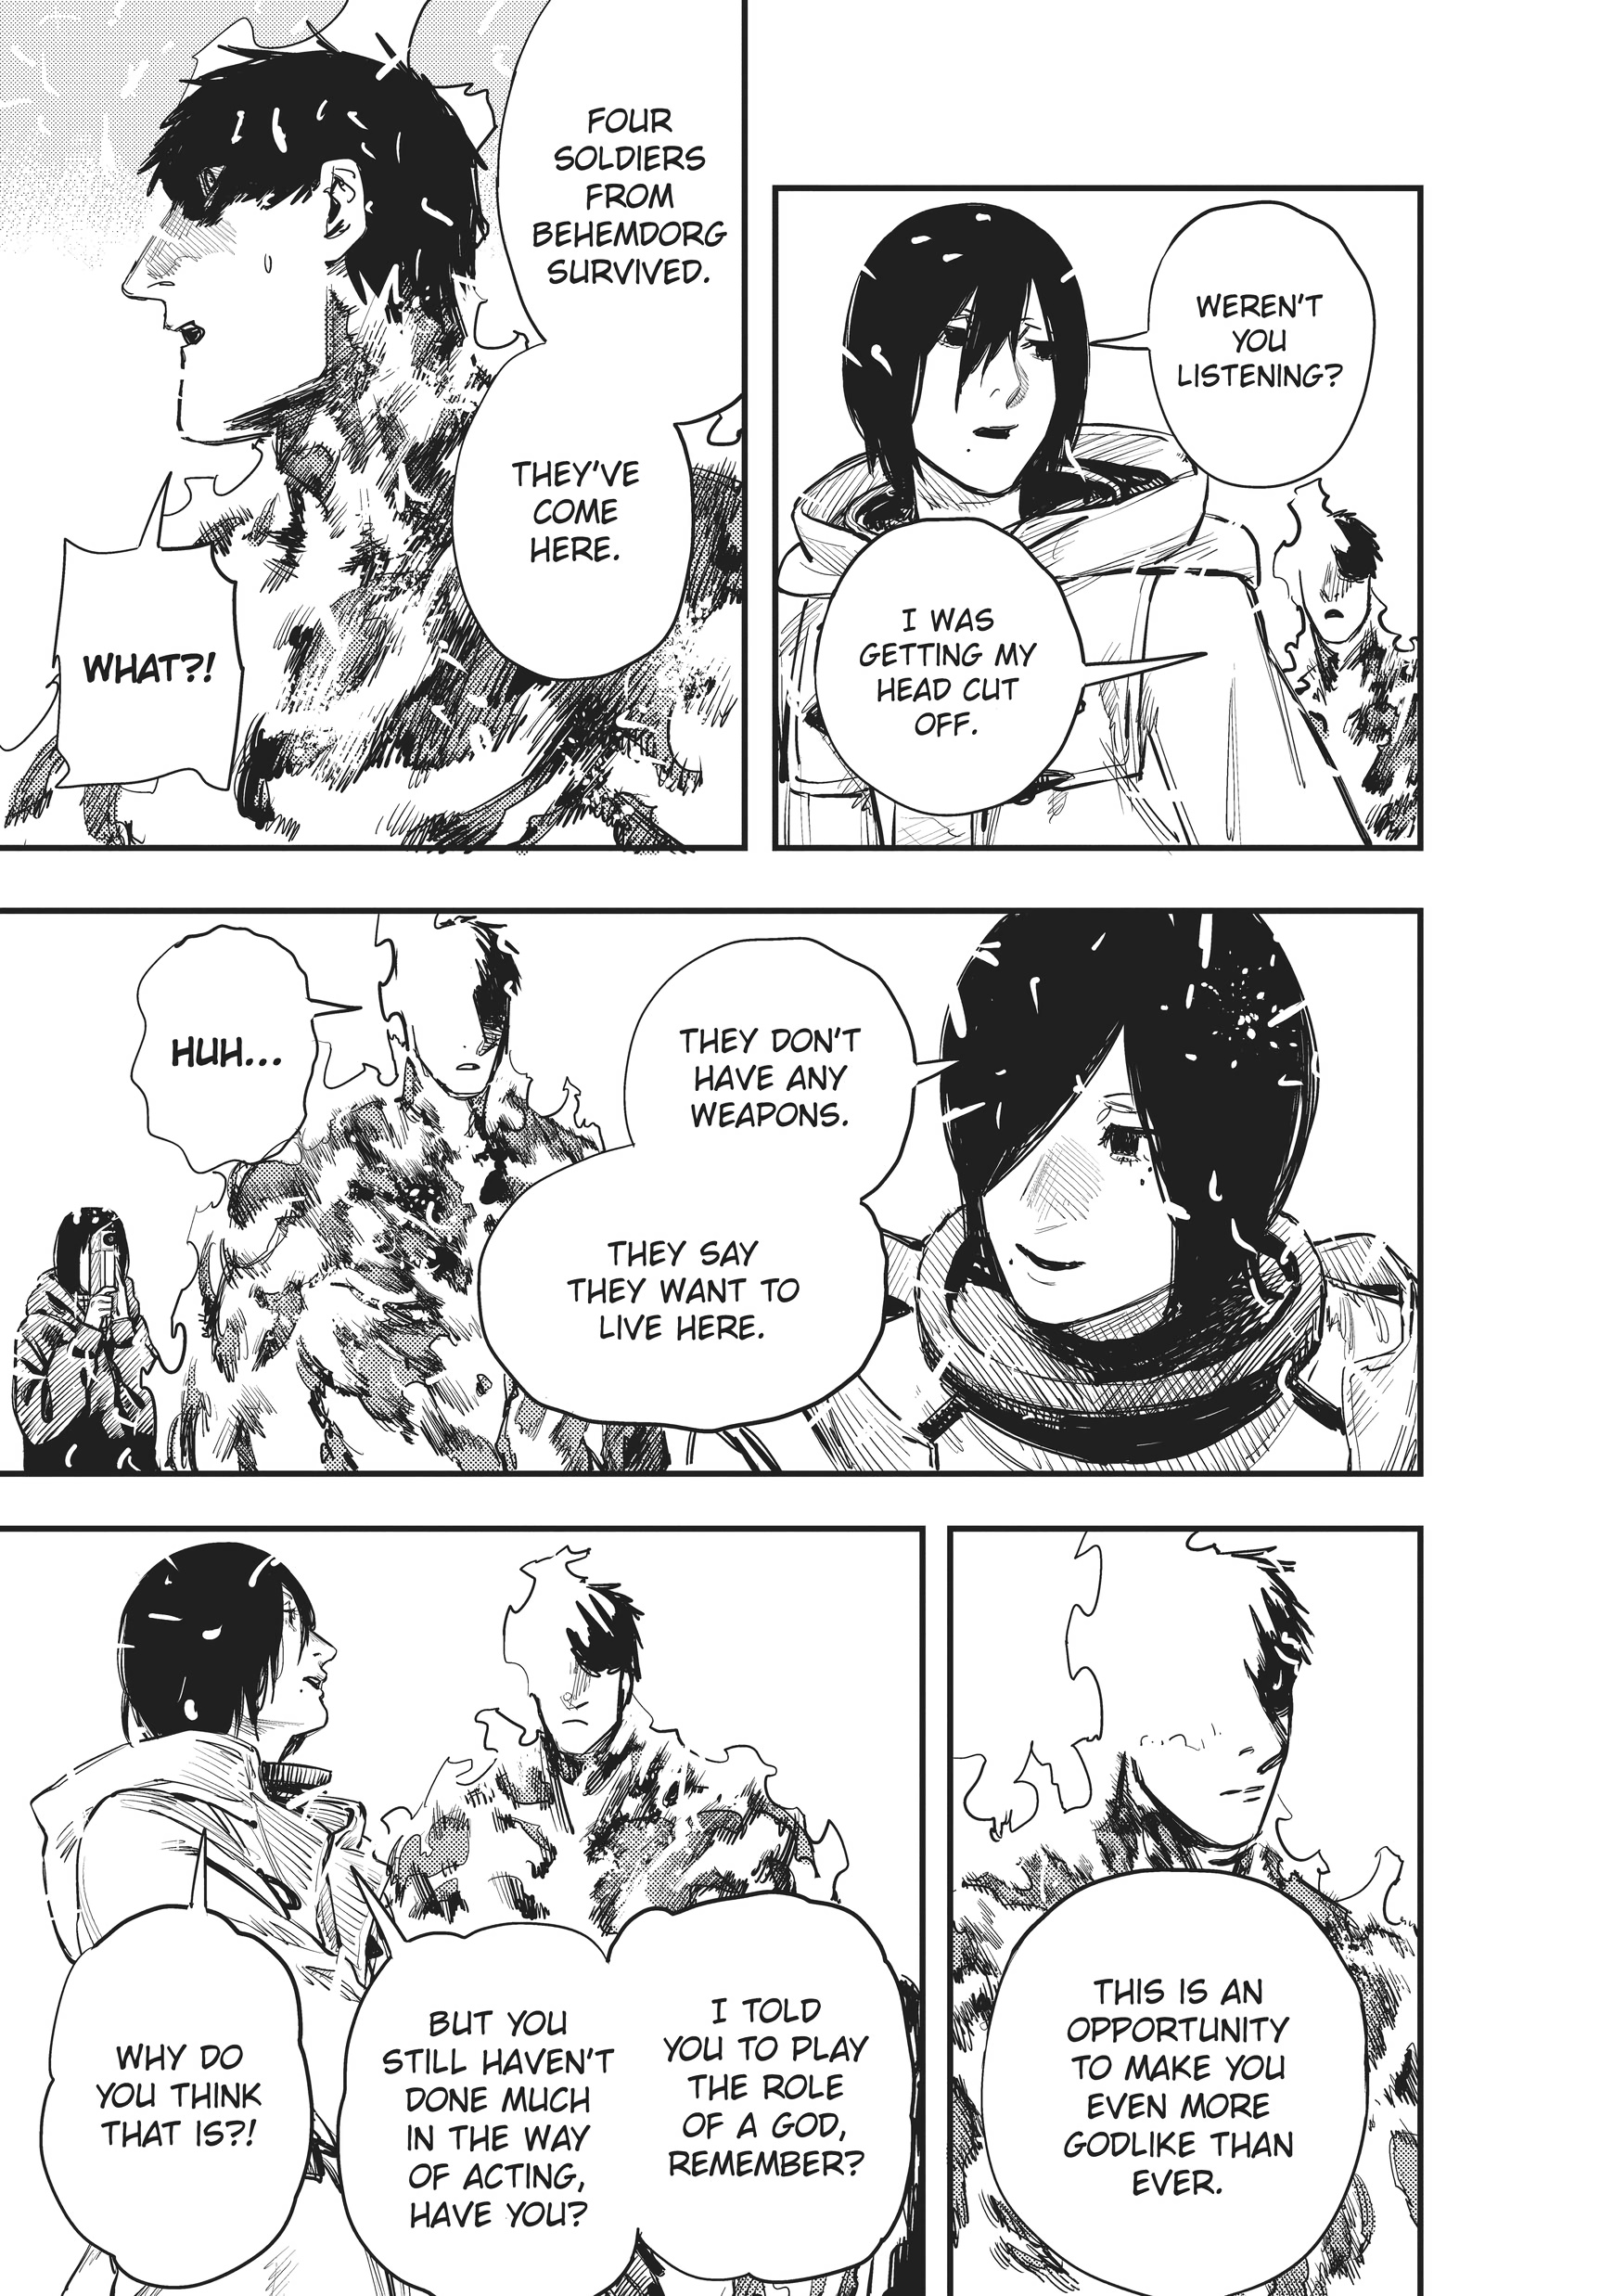 WEREN'T
YOU
LISTENING?
I WAS
GETTING MY
HEAD CUT
OFF.
FOUR
SOLDIERS
FROM
BEHEMDORG
SURVIVED.
THEY'VE
COME
HERE.
WHAT?!
THEY DON'T
HAVE ANY
WEAPONS.
THEY SAY
THEY WANT TO
LIVE HERE.
HUH...
THIS IS AN
OPPORTUNITY
TO MAKE YOU
EVEN MORE
GODLIKE THAN
EVER.
I TOLD
YOU TO PLAY
THE ROLE
OF A GOD,
REMEMBER?
BUT YOU
STILL HAVEN'T
DONE MUCH
IN THE WAY
OF ACTING,
HAVE YOU?
WHY DO
YOU THINK
THAT IS?!